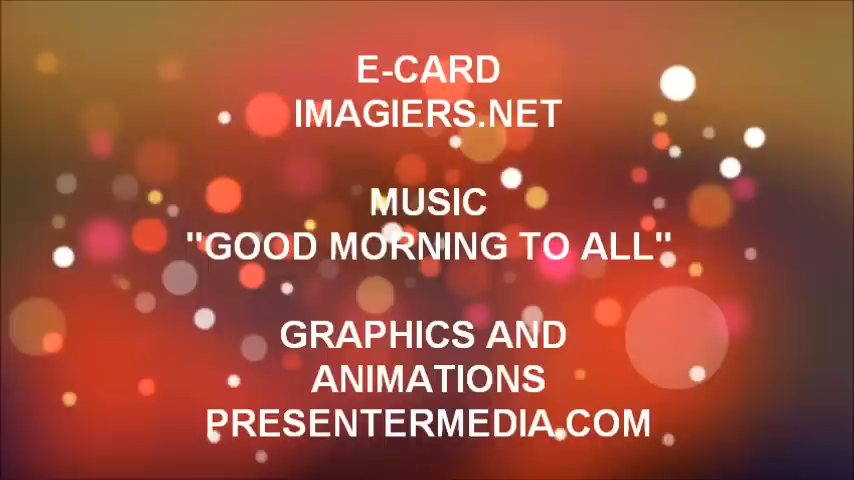 E-CARD
IMAGIERS.NET
MUSIC
"GOOD MORNING TO ALL"
GRAPHICS AND
ANIMATIONS
PRESENTERMEDIA.COM